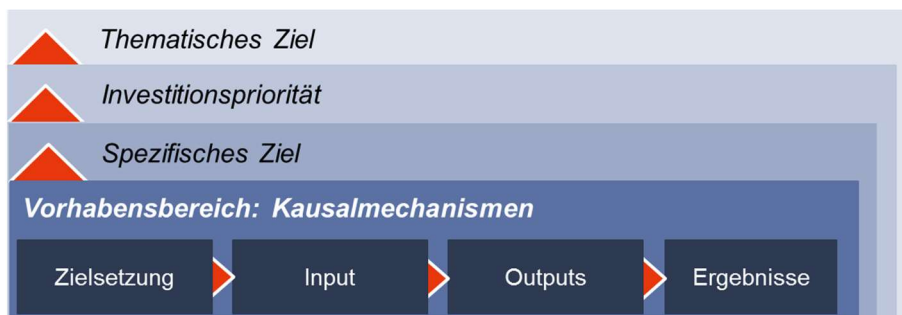 Thematisches Ziel
Investitionspriorität
Spezifisches Ziel
Vorhabensbereich: Kausalmechanismen
Zielsetzung Input Outputs Ergebnisse